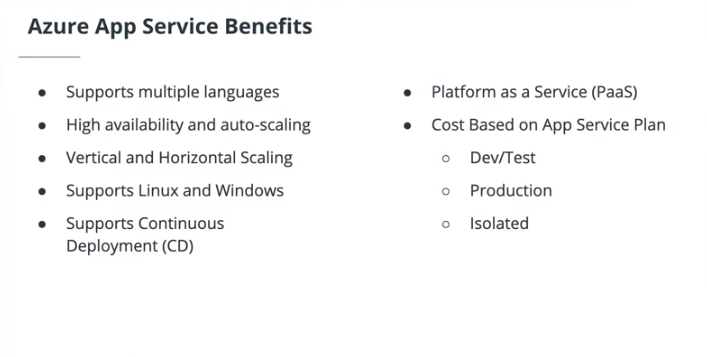 Azure App Service Benefits
● Supports multiple languages
● High availability and auto-scaling
● Vertical and Horizontal Scaling
● Supports Linux and Windows
● Supports Continuous
Deployment (CD)
● Platform as a Service (PaaS)
● Cost Based on App Service Plan
○ Dev/Test
○ Production
○ Isolated